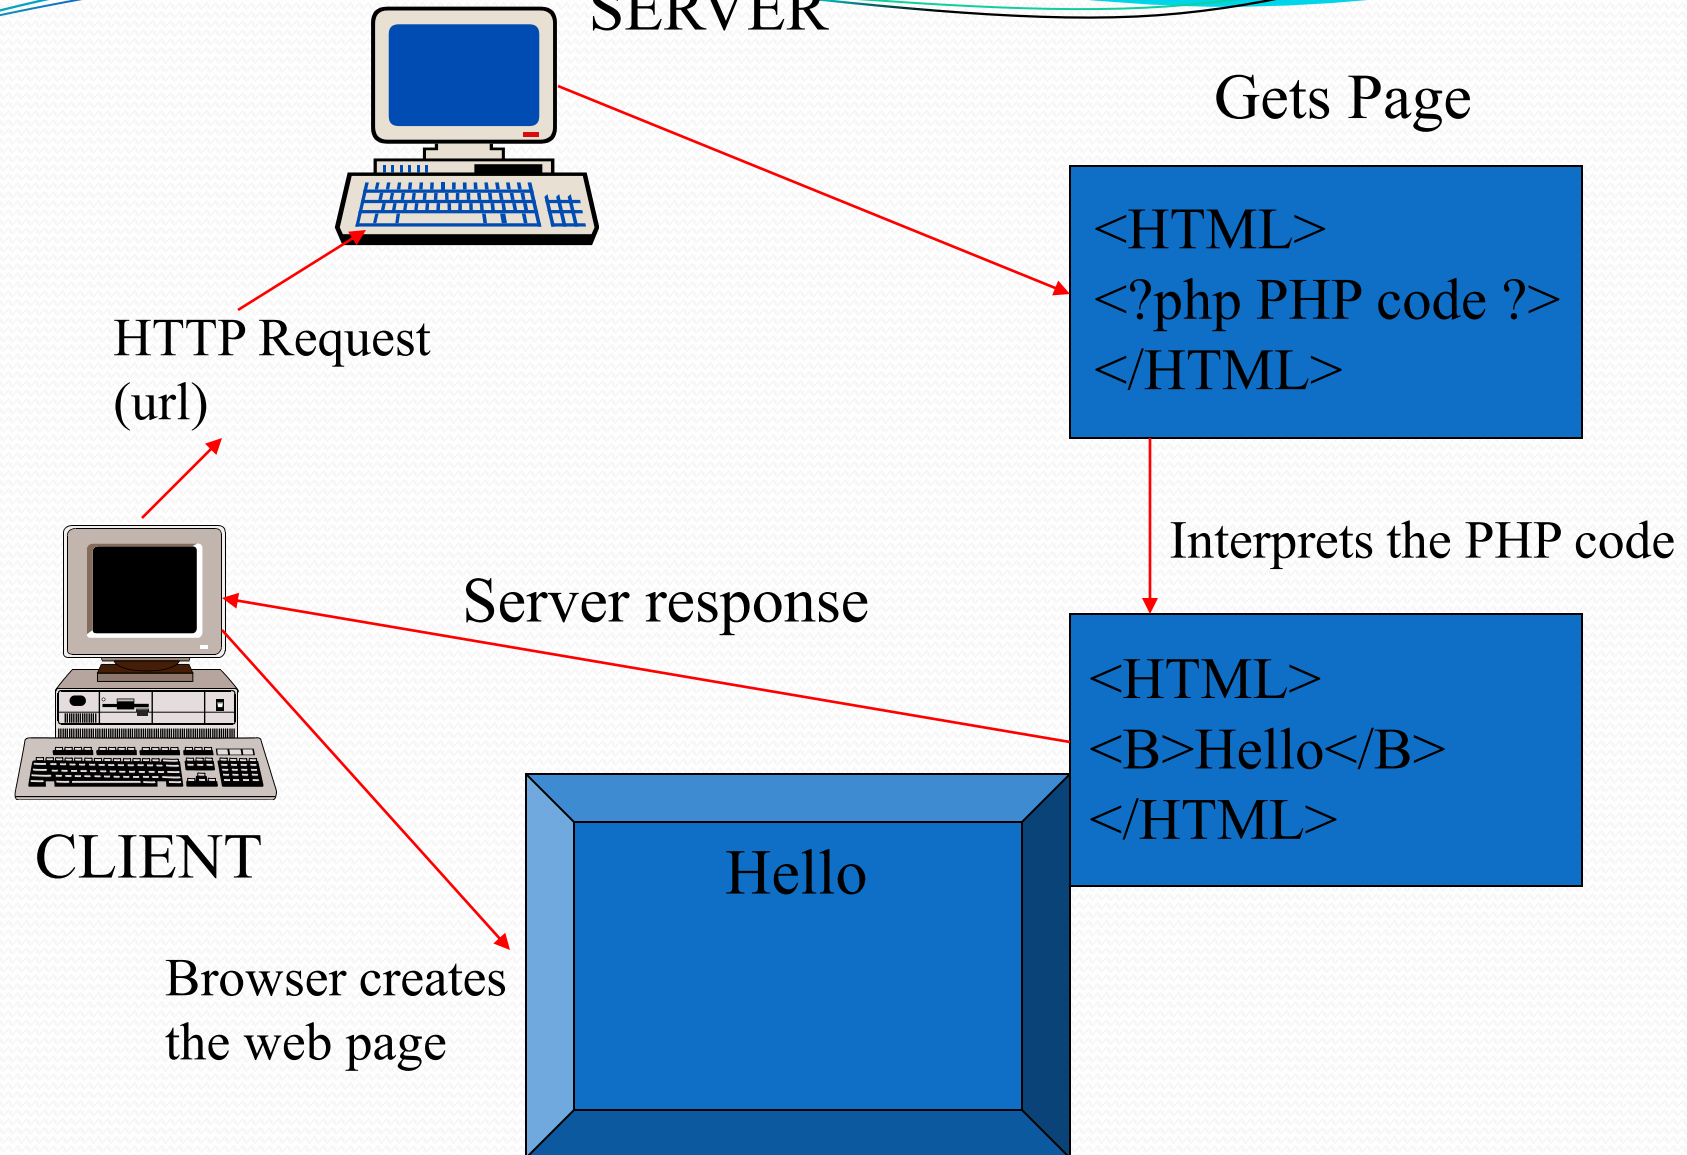 SERVER
Gets Page
<HTML>
<?php PHP code ?>
</HTML>
HTTP Request
(url)
Interprets the PHP code
Server response
<HTML>
<B>Hello</B>
</HTML>
CLIENT
Hello
Browser creates
the web page